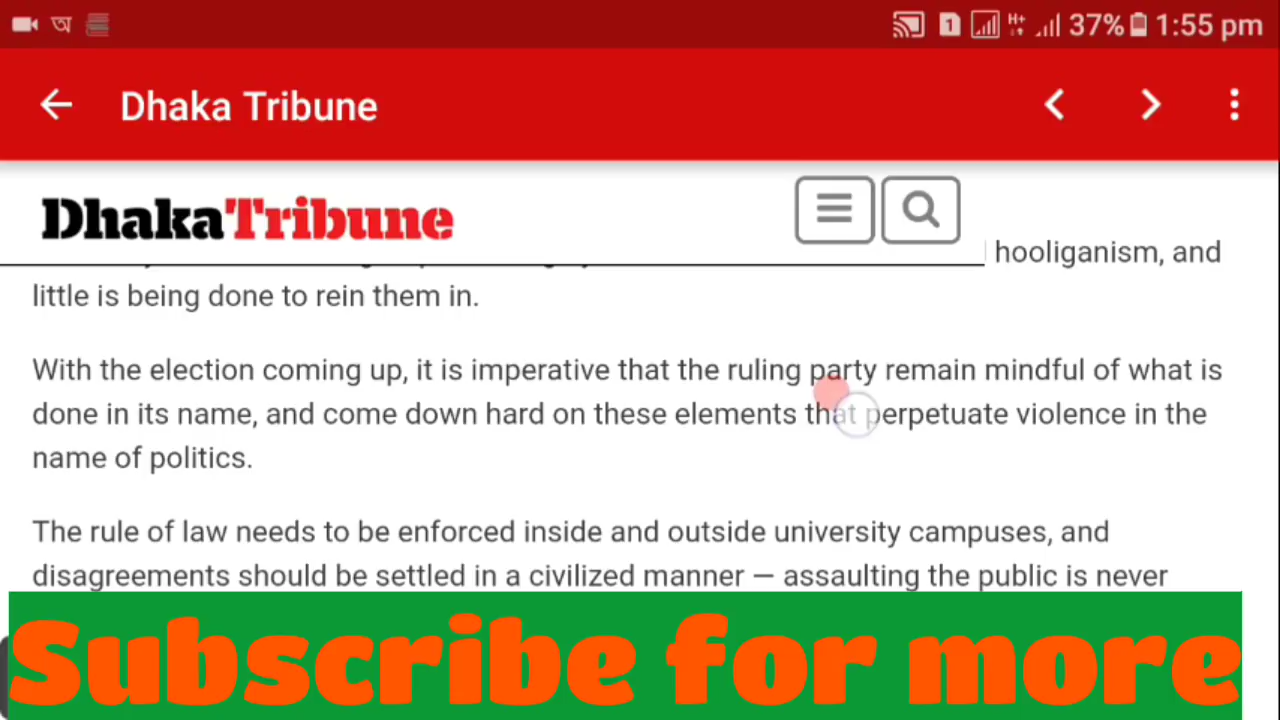 অ 1 H+ 37% 1:55 pm
Dhaka Tribune
DhakaTribune
hooliganism, and
little is being done to rein them in.
With the election coming up, it is imperative that the ruling party remain mindful of what is
done in its name, and come down hard on these elements that perpetuate violence in the
name of politics.
The rule of law needs to be enforced inside and outside university campuses, and
disagreements should be settled in a civilized manner — assaulting the public is never
Subscribe for more